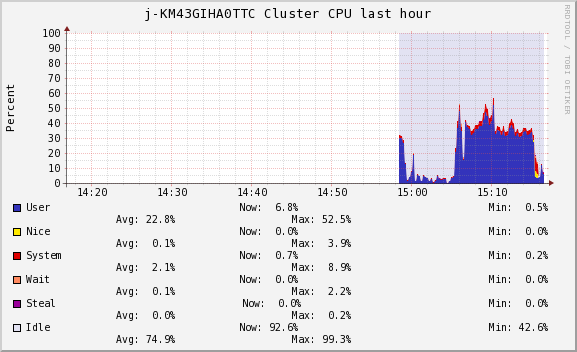 j-KM43GIHA0TTC Cluster CPU last hour
RRDTOOL / TOBI OETIKER
Percent
100
90
80
70
60
50
40
30
20
10
0
14:20 14:30 14:40 14:50 15:00 15:10
User Now: 6.8% Min: 0.5%
Avg: 22.8% Max: 52.5%
Nice Now: 0.0% Min: 0.0%
Avg: 0.1% Max: 3.9%
System Now: 0.7% Min: 0.2%
Avg: 2.1% Max: 8.9%
Wait Now: 0.0% Min: 0.0%
Avg: 0.1% Max: 2.2%
Steal Now: 0.0% Min: 0.0%
Avg: 0.0% Max: 0.2%
Idle Now: 92.6% Min: 42.6%
Avg: 74.9% Max: 99.3%